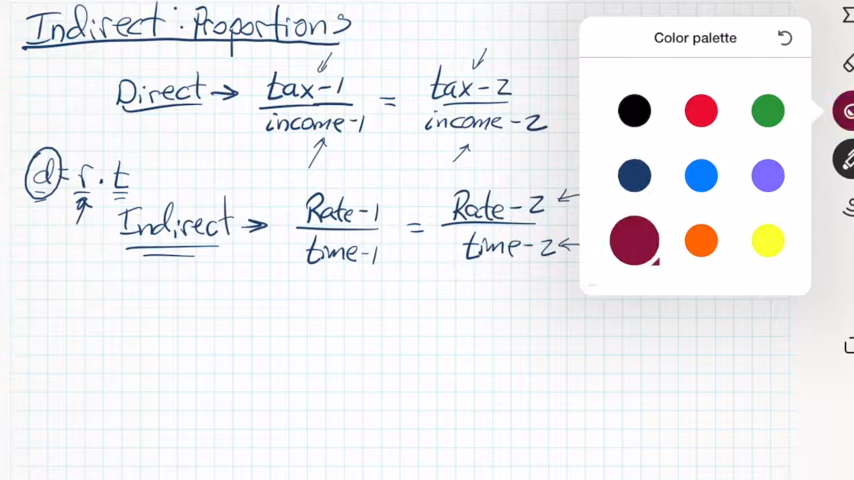 Indirect: Proportions
Color palette
Direct → tax-1 / income-1 = tax-2 / income-2
d = r · t
Indirect → Rate-1 / time-1 = Rate-2 / time-2